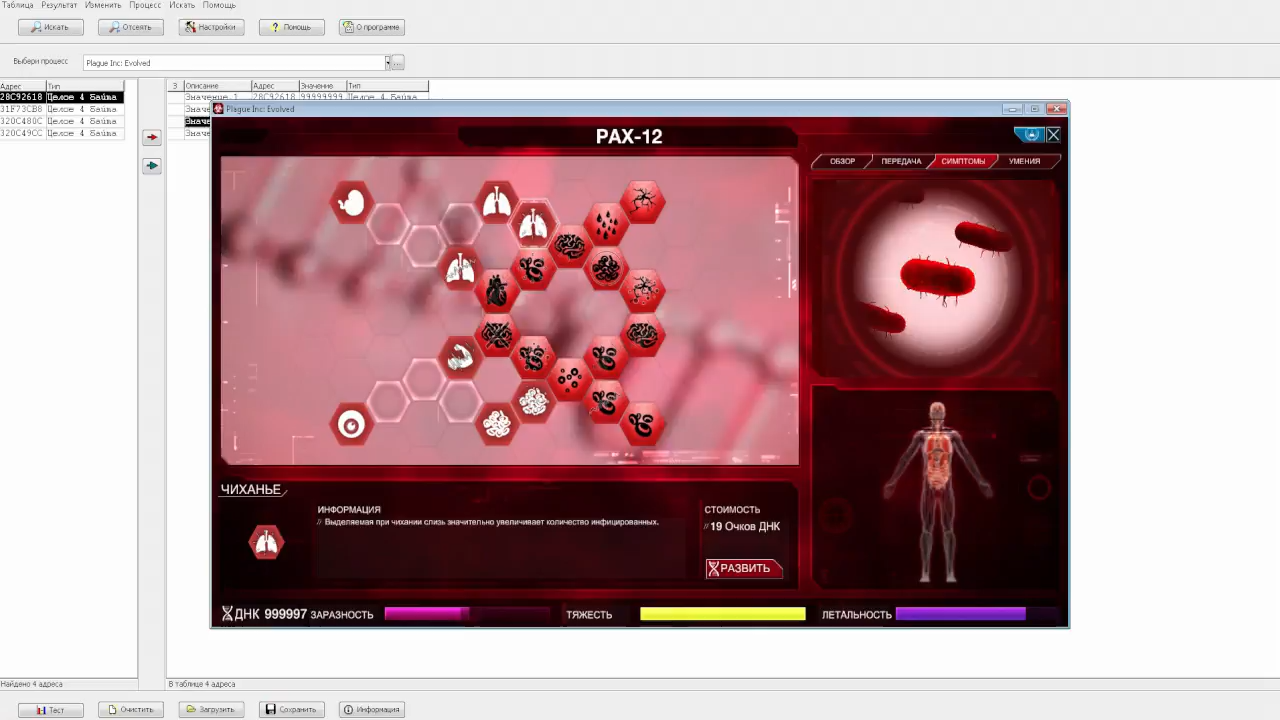 Таблица Результат Изменить Процесс Искать Помощь
Искать Отсеять Настройки Помощь О программе
Выбери процесс Plague Inc: Evolved
Адрес Тип
28C92618 Целое 4 Байта
31F73CB8 Целое 4 Байта
320C480C Целое 4 Байта
320C49CC Целое 4 Байта
З Описание Адрес Значение Тип
Значение 1 28C92618 99999999 Целое 4 Байта
Значе
Значе
Значе
Plague Inc: Evolved
PAX-12
ОБЗОР ПЕРЕДАЧА СИМПТОМЫ УМЕНИЯ
ЧИХАНЬЕ
ИНФОРМАЦИЯ
// Выделяемая при чихании слизь значительно увеличивает количество инфицированных.
СТОИМОСТЬ
// 19 Очков ДНК
РАЗВИТЬ
ДНК 999997 ЗАРАЗНОСТЬ ТЯЖЕСТЬ ЛЕТАЛЬНОСТЬ
Найдено 4 адреса
В таблице 4 адреса
Тест Очистить Загрузить Сохранить Информация